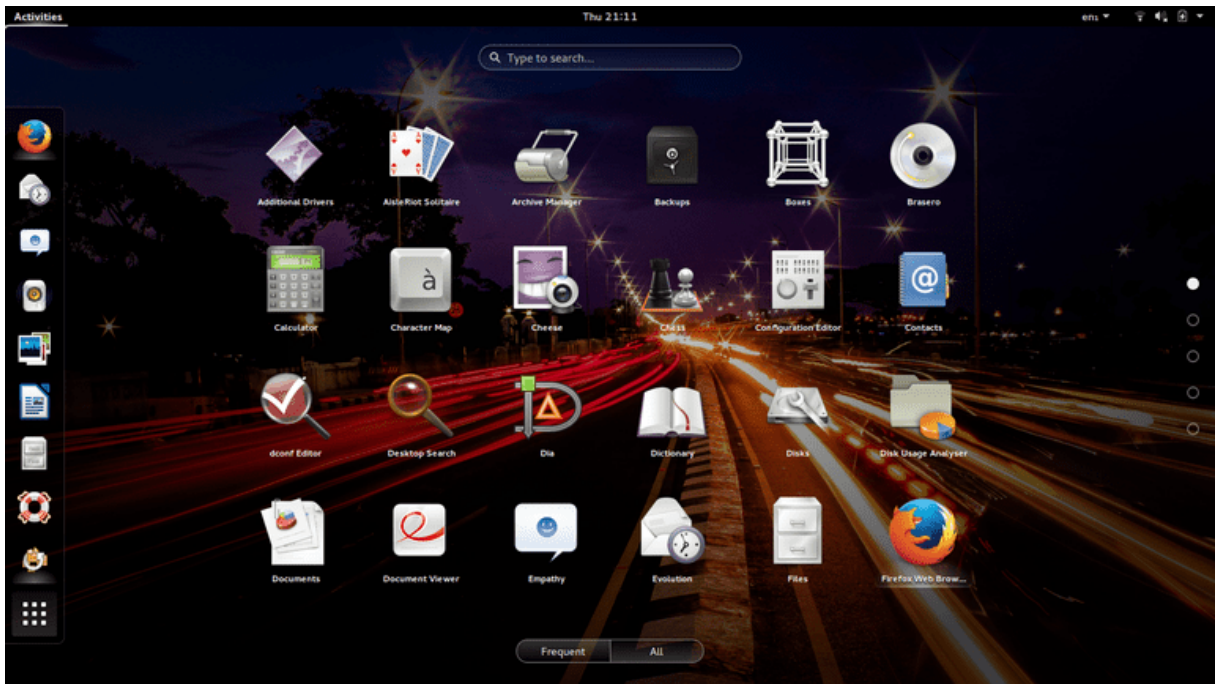 Activities
Thu 21:11
en₁
Type to search...
Additional Drivers
AisleRiot Solitaire
Archive Manager
Backups
Boxes
Brasero
Calculator
à
Character Map
Cheese
Chess
Configuration Editor
@
Contacts
dconf Editor
Desktop Search
Dia
Dictionary
Disks
Disk Usage Analyser
Documents
Document Viewer
Empathy
Evolution
Files
Firefox Web Brow...
Frequent
All